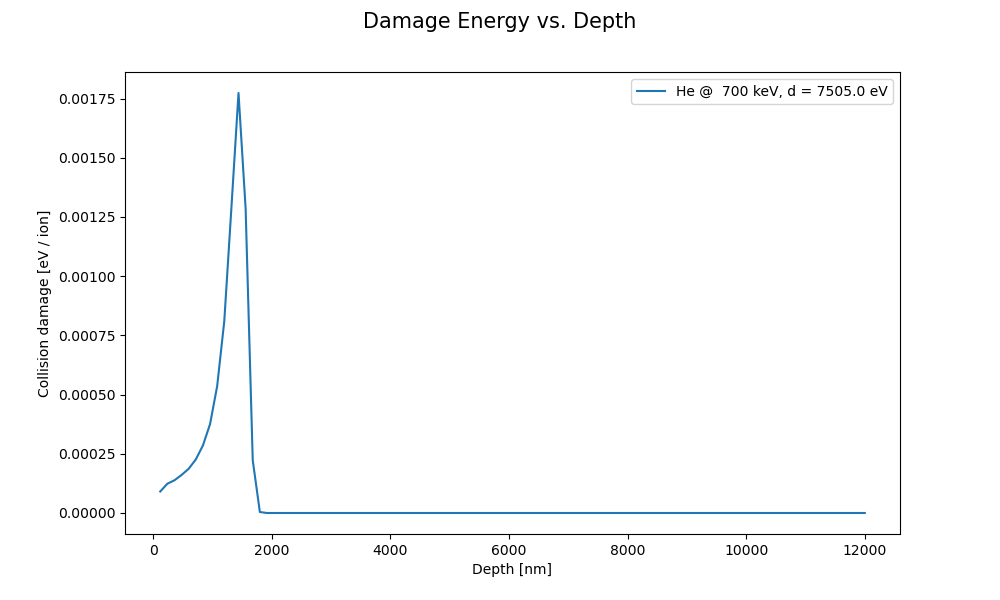 Damage Energy vs. Depth
He @  700 keV, d = 7505.0 eV
Collision damage [eV / ion]
0.00175
0.00150
0.00125
0.00100
0.00075
0.00050
0.00025
0.00000
0 2000 4000 6000 8000 10000 12000
Depth [nm]